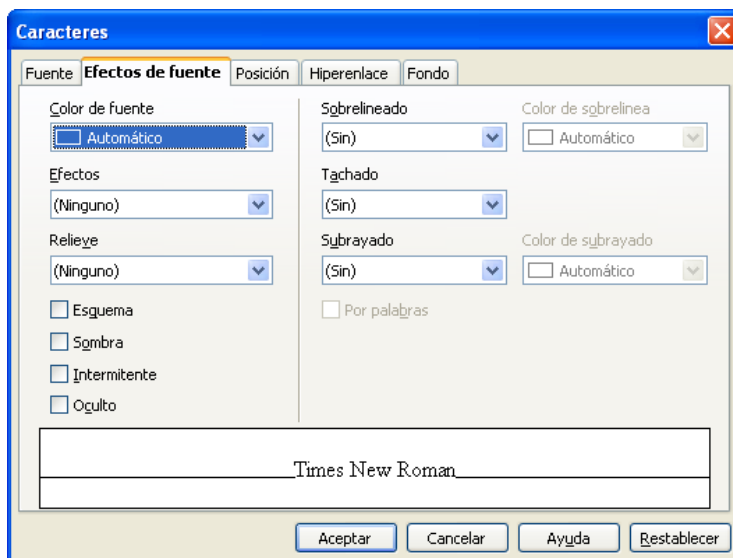 Caracteres
Fuente Efectos de fuente Posición Hiperenlace Fondo
Color de fuente Sobrelineado Color de sobrelinea
Automático (Sin) Automático
Efectos Tachado
(Ninguno) (Sin)
Relieve Subrayado Color de subrayado
(Ninguno) (Sin) Automático
Esquema Por palabras
Sombra
Intermitente
Oculto
Times New Roman
Aceptar Cancelar Ayuda Restablecer